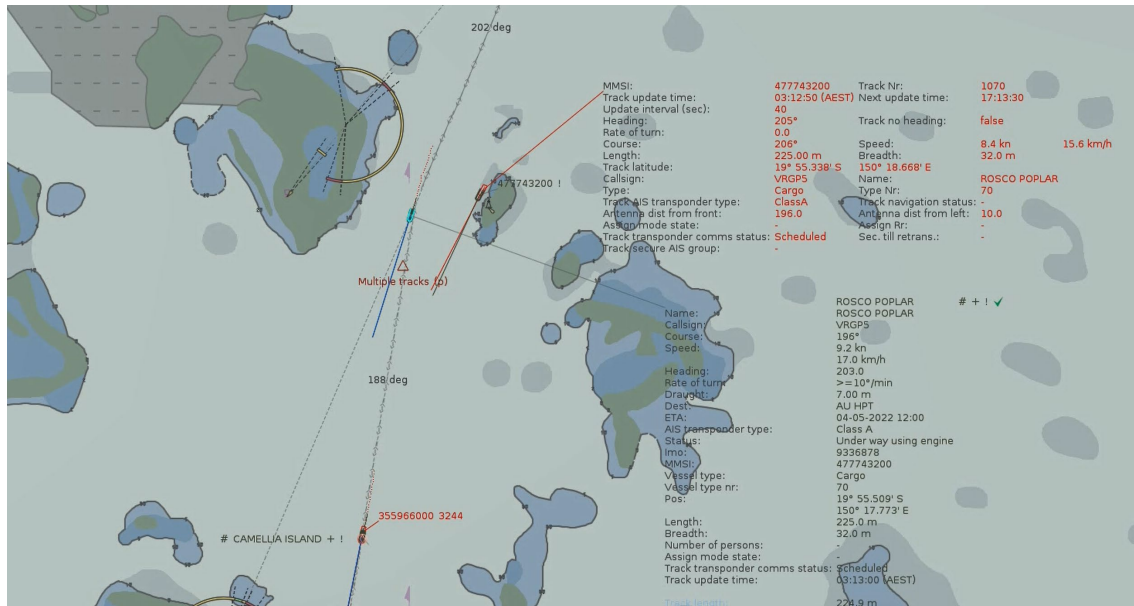 202 deg
MMSI: 477743200 Track Nr: 1070
Track update time: 03:12:50 (AEST) Next update time: 17:13:30
Update interval (sec): 40
Heading: 205° Track no heading: false
Rate of turn: 0.0
Course: 206° Speed: 8.4 kn 15.6 km/h
Length: 225.00 m Breadth: 32.0 m
Track latitude: 19° 55.338' S 150° 18.668' E
Callsign: VRGP5 Name: ROSCO POPLAR
Type: Cargo Type Nr: 70
Track AIS transponder type: ClassA Track navigation status: -
Antenna dist from front: 196.0 Antenna dist from left: 10.0
Assign mode state: - Assign Rr: -
Track transponder comms status: Scheduled Sec. till retrans.: -
Track secure AIS group: -
477743200 !
Multiple tracks (p)
ROSCO POPLAR # + ! ✓
Name: ROSCO POPLAR
Callsign: VRGP5
Course: 196°
Speed: 9.2 kn
17.0 km/h
Heading: 203.0
Rate of turn: >=10°/min
Draught: 7.00 m
Dest: AU HPT
ETA: 04-05-2022 12:00
AIS transponder type: Class A
Status: Under way using engine
Imo: 9336878
MMSI: 477743200
Vessel type: Cargo
Vessel type nr: 70
Pos: 19° 55.509' S
150° 17.773' E
Length: 225.0 m
Breadth: 32.0 m
Number of persons: -
Assign mode state: -
Track transponder comms status: Scheduled
Track update time: 03:13:00 (AEST)
Track length: 224.9 m
188 deg
355966000 3244
# CAMELLIA ISLAND + !